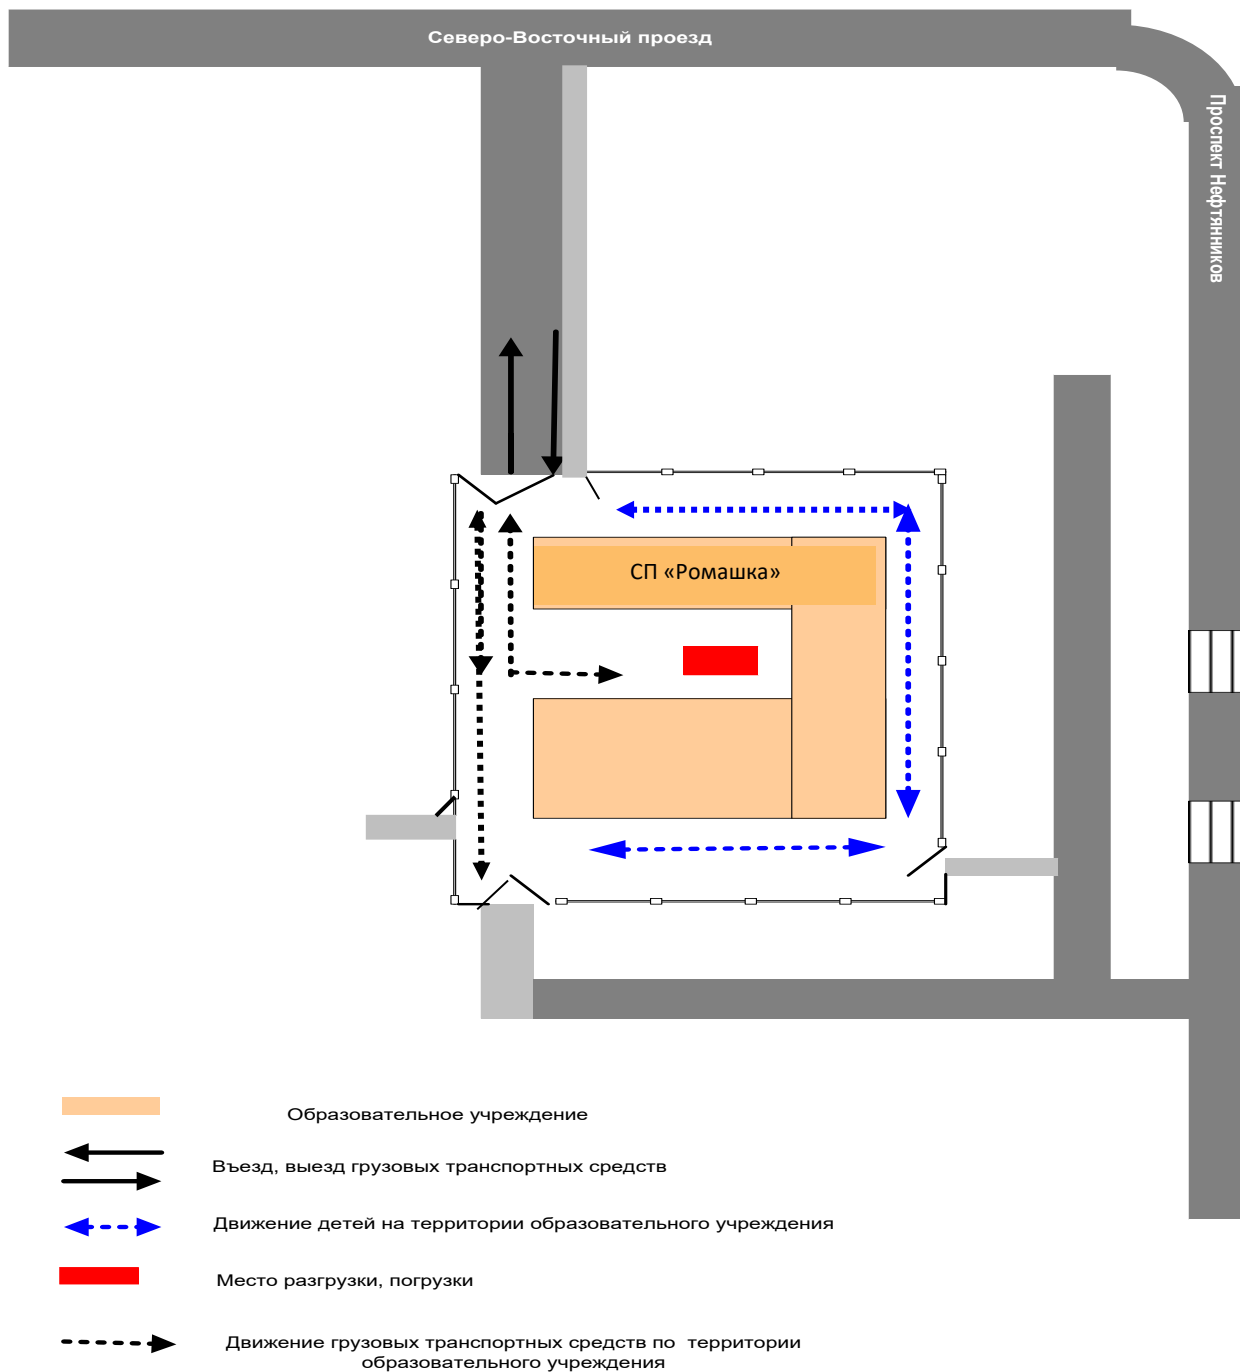 Северо-Восточный проезд
Проспект Нефтянников
СП «Ромашка»
Образовательное учреждение
Въезд, выезд грузовых транспортных средств
Движение детей на территории образовательного учреждения
Место разгрузки, погрузки
Движение грузовых транспортных средств по территории
образовательного учреждения